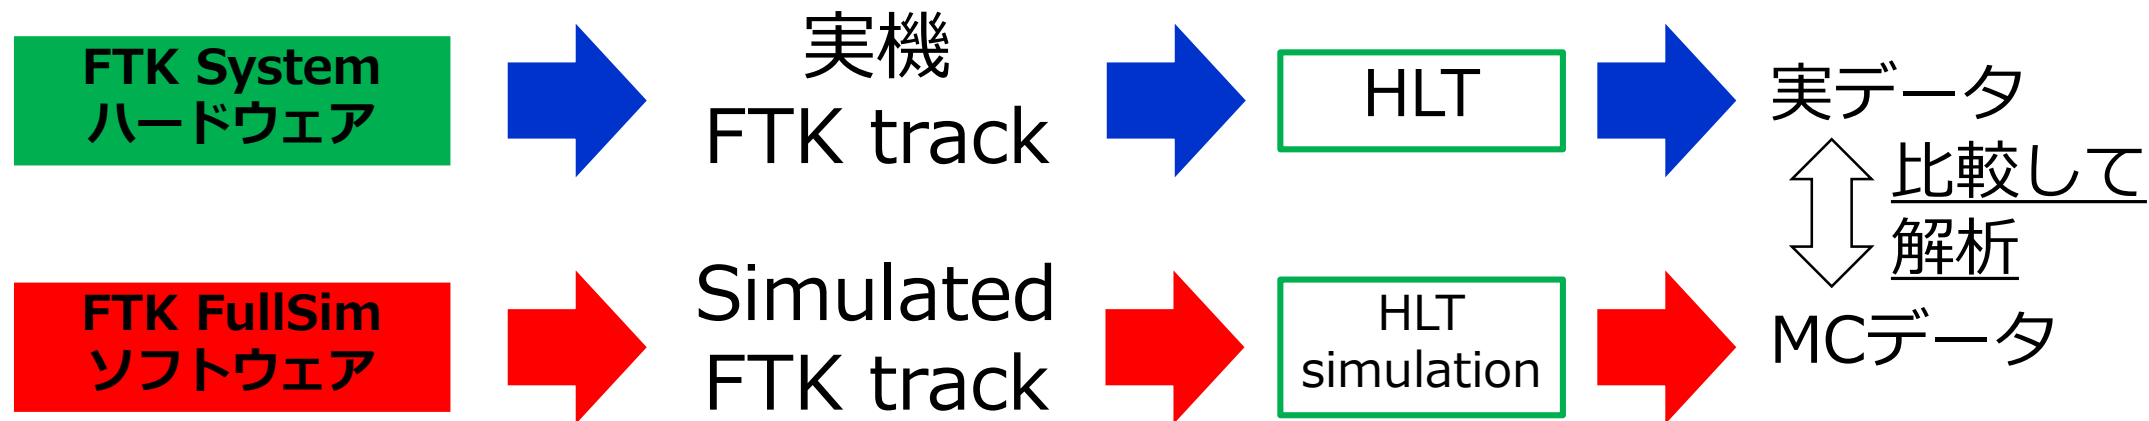 FTK System
ハードウェア
実機
FTK track
HLT
実データ
比較して
解析
FTK FullSim
ソフトウェア
Simulated
FTK track
HLT
simulation
MCデータ